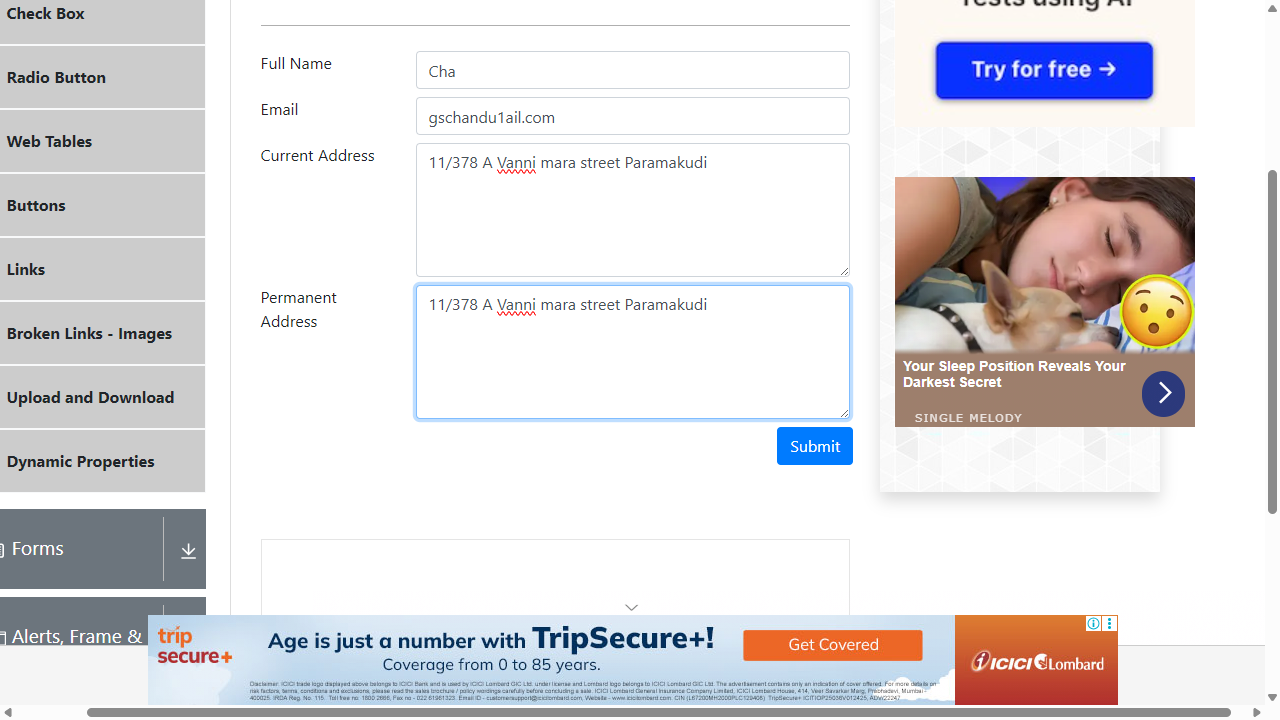 Check Box
Radio Button
Web Tables
Buttons
Links
Broken Links - Images
Upload and Download
Dynamic Properties
Forms
Alerts, Frame &
Full Name
Cha
Email
gschandu1ail.com
Current Address
11/378 A Vanni mara street Paramakudi
Permanent
Address
11/378 A Vanni mara street Paramakudi
Submit
Tests using AI
Try for free →
Your Sleep Position Reveals Your
Darkest Secret
SINGLE MELODY
trip
secure+
Age is just a number with TripSecure+!
Coverage from 0 to 85 years.
Get Covered
ICICI Lombard